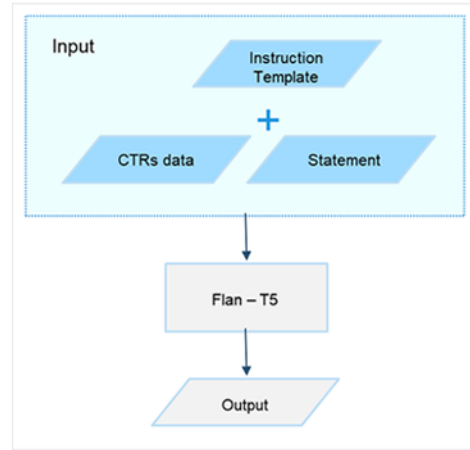 Input
Instruction
Template
+
CTRs data
Statement
Flan – T5
Output